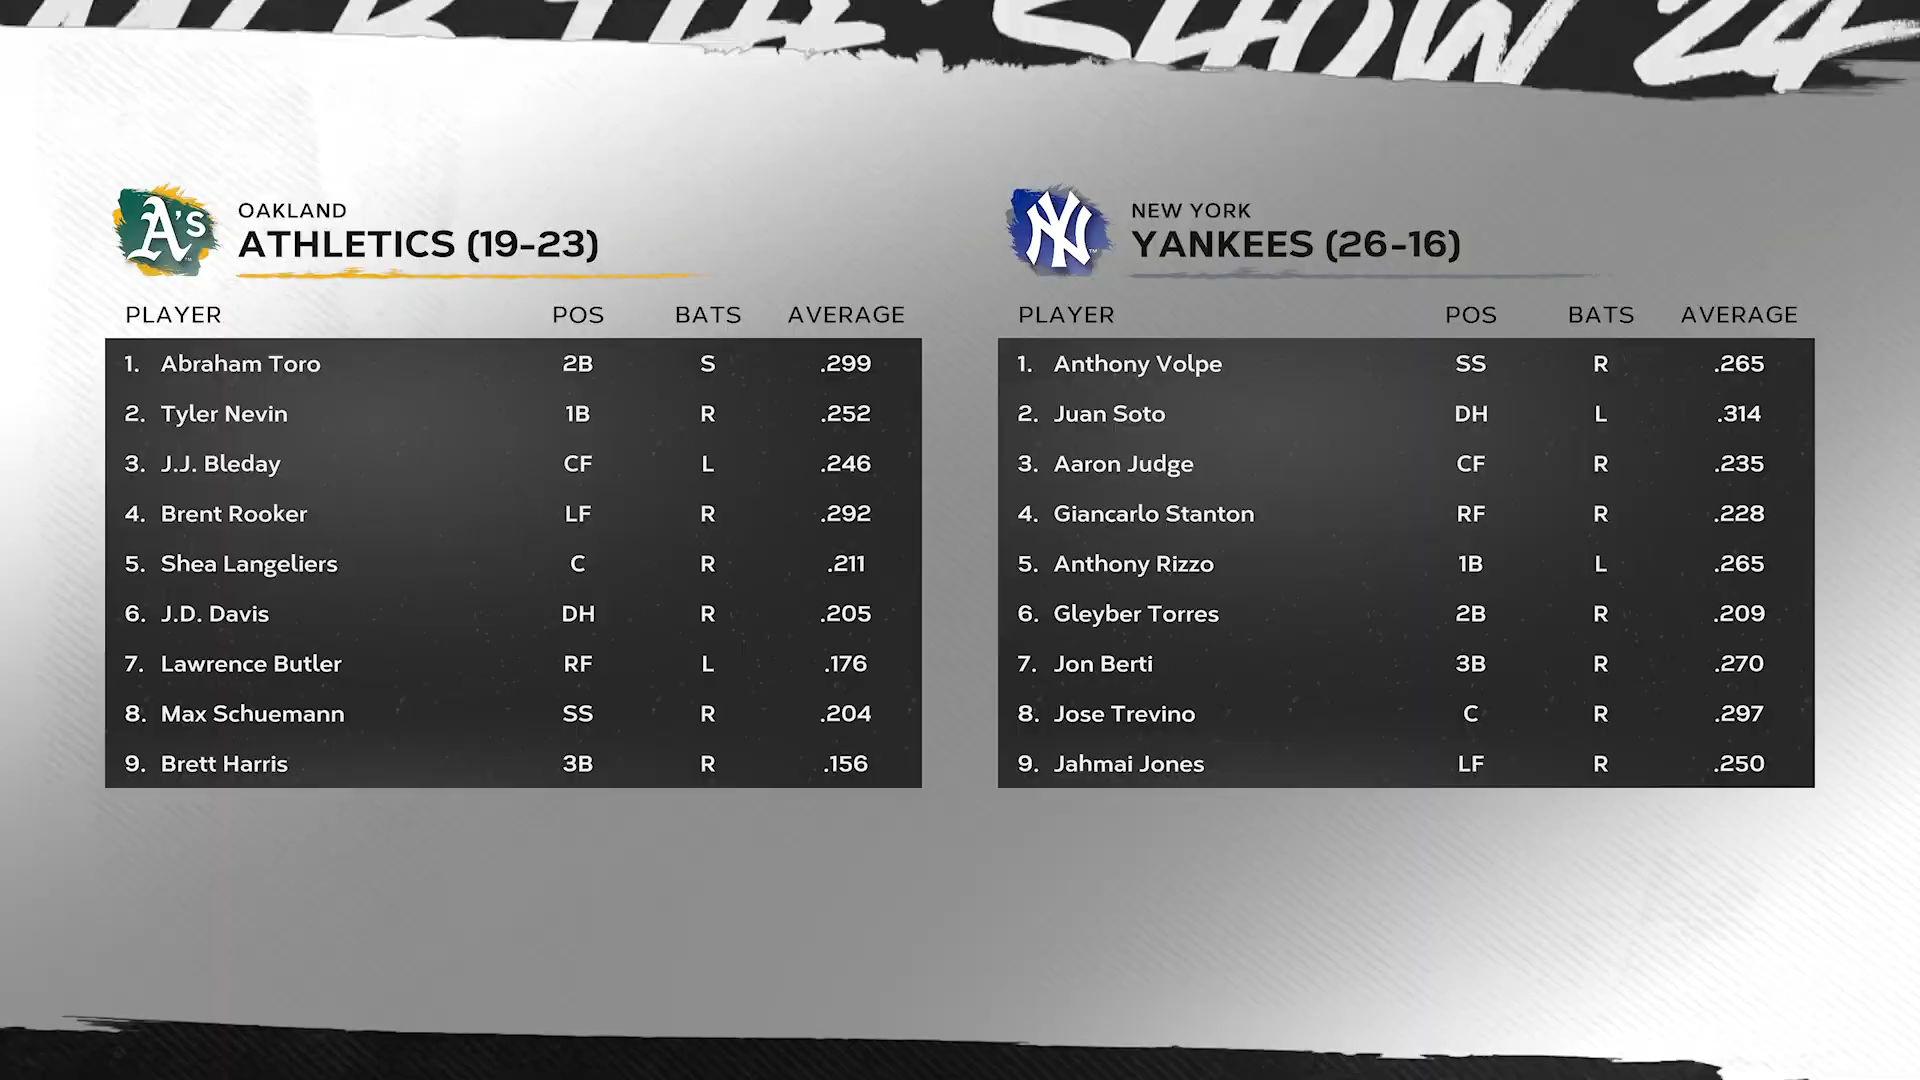 MLB THE SHOW 24
A's
OAKLAND
ATHLETICS (19-23)
PLAYER POS BATS AVERAGE
1. Abraham Toro 2B S .299
2. Tyler Nevin 1B R .252
3. J.J. Bleday CF L .246
4. Brent Rooker LF R .292
5. Shea Langeliers C R .211
6. J.D. Davis DH R .205
7. Lawrence Butler RF L .176
8. Max Schuemann SS R .204
9. Brett Harris 3B R .156
NY
NEW YORK
YANKEES (26-16)
PLAYER POS BATS AVERAGE
1. Anthony Volpe SS R .265
2. Juan Soto DH L .314
3. Aaron Judge CF R .235
4. Giancarlo Stanton RF R .228
5. Anthony Rizzo 1B L .265
6. Gleyber Torres 2B R .209
7. Jon Berti 3B R .270
8. Jose Trevino C R .297
9. Jahmai Jones LF R .250